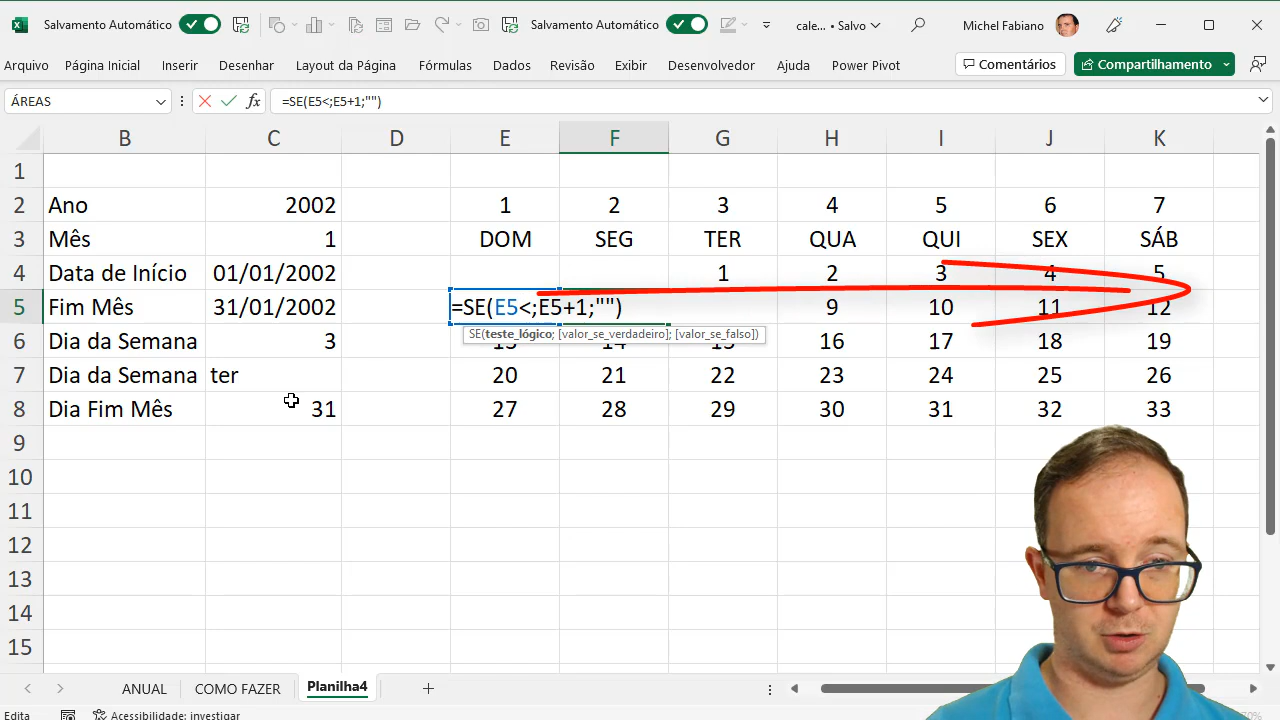 Salvamento Automático Salvamento Automático cale... • Salvo Michel Fabiano
Arquivo Página Inicial Inserir Desenhar Layout da Página Fórmulas Dados Revisão Exibir Desenvolvedor Ajuda Power Pivot Comentários Compartilhamento
ÁREAS fx =SE(E5<;E5+1;"")
B C D E F G H I J K
1
2 Ano 2002 1 2 3 4 5 6 7
3 Mês 1 DOM SEG TER QUA QUI SEX SÁB
4 Data de Início 01/01/2002 1 2 3 4 5
5 Fim Mês 31/01/2002 =SE(E5<;E5+1;"") 9 10 11 12
SE(teste_lógico; [valor_se_verdadeiro]; [valor_se_falso])
6 Dia da Semana 3 13 14 15 16 17 18 19
7 Dia da Semana ter 20 21 22 23 24 25 26
8 Dia Fim Mês 31 27 28 29 30 31 32 33
9
10
11
12
13
14
15
ANUAL COMO FAZER Planilha4
Edita Acessibilidade: investigar